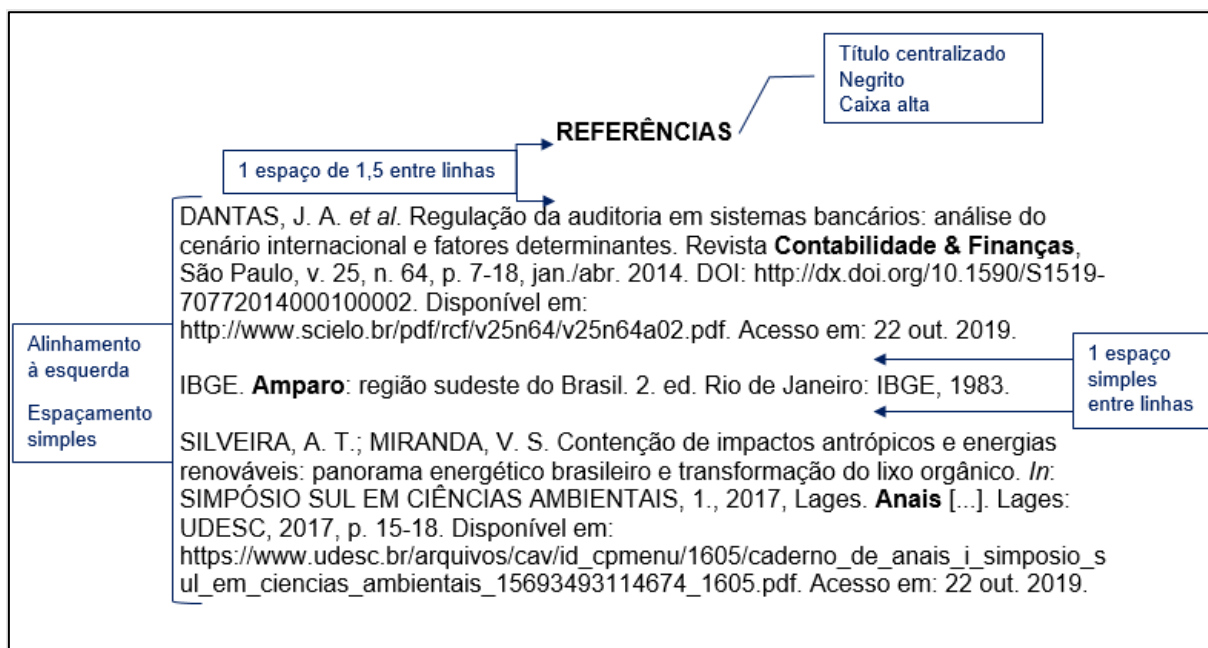 Título centralizado
Negrito
Caixa alta
REFERÊNCIAS
1 espaço de 1,5 entre linhas
DANTAS, J. A. et al. Regulação da auditoria em sistemas bancários: análise do
cenário internacional e fatores determinantes. Revista Contabilidade & Finanças,
São Paulo, v. 25, n. 64, p. 7-18, jan./abr. 2014. DOI: http://dx.doi.org/10.1590/S1519-
70772014000100002. Disponível em:
http://www.scielo.br/pdf/rcf/v25n64/v25n64a02.pdf. Acesso em: 22 out. 2019.
Alinhamento
à esquerda
Espaçamento
simples
1 espaço
simples
entre linhas
IBGE. Amparo: região sudeste do Brasil. 2. ed. Rio de Janeiro: IBGE, 1983.
SILVEIRA, A. T.; MIRANDA, V. S. Contenção de impactos antrópicos e energias
renováveis: panorama energético brasileiro e transformação do lixo orgânico. In:
SIMPÓSIO SUL EM CIÊNCIAS AMBIENTAIS, 1., 2017, Lages. Anais [...]. Lages:
UDESC, 2017, p. 15-18. Disponível em:
https://www.udesc.br/arquivos/cav/id_cpmenu/1605/caderno_de_anais_i_simposio_s
ul_em_ciencias_ambientais_15693493114674_1605.pdf. Acesso em: 22 out. 2019.